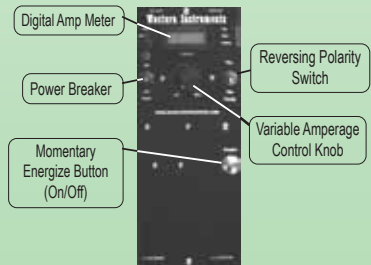 Digital Amp Meter
Western Instruments
Power Breaker
Reversing Polarity
Switch
Variable Amperage
Control Knob
Momentary
Energize Button
(On/Off)